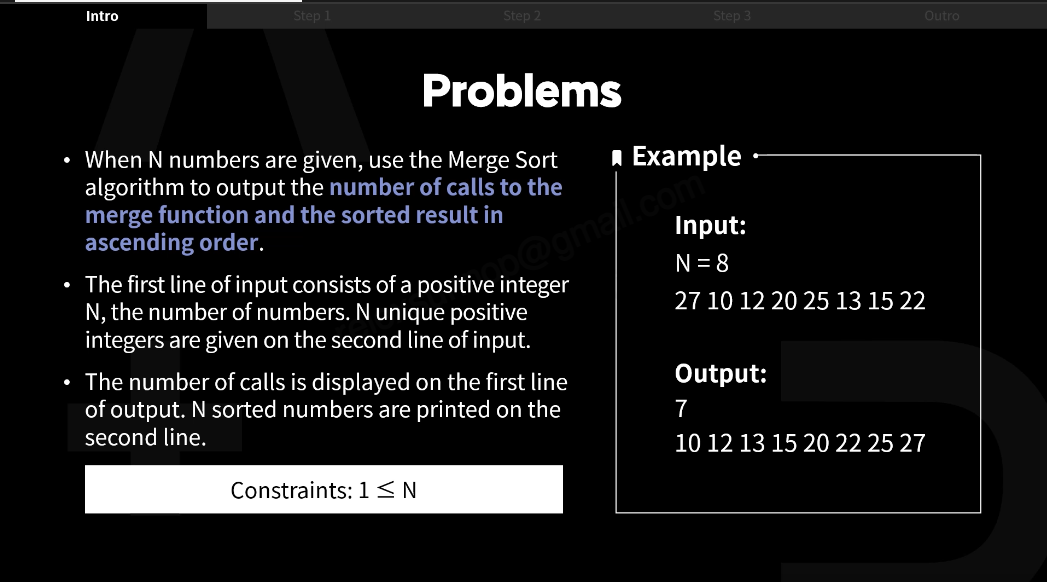 Intro
Step 1
Step 2
Step 3
Outro
Problems
• When N numbers are given, use the Merge Sort
algorithm to output the number of calls to the
merge function and the sorted result in
ascending order.
• The first line of input consists of a positive integer
N, the number of numbers. N unique positive
integers are given on the second line of input.
• The number of calls is displayed on the first line
of output. N sorted numbers are printed on the
second line.
Constraints: 1 ≤ N
Example
Input:
N = 8
27 10 12 20 25 13 15 22
Output:
7
10 12 13 15 20 22 25 27